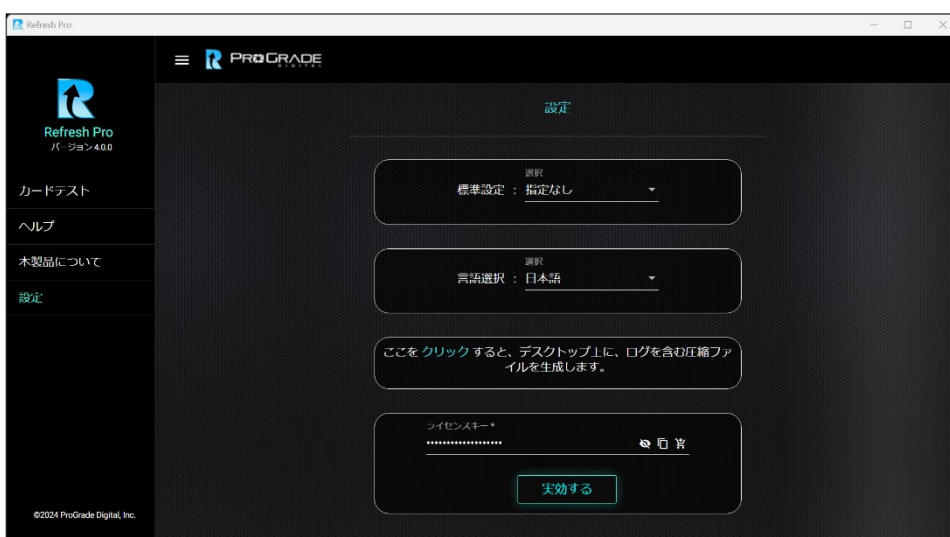 Refresh Pro
PROGRADE
DIGITAL
Refresh Pro
バージョン4.0.0
カードテスト
ヘルプ
木製品について
設定
©2024 ProGrade Digital, Inc.
設定
選択
標準設定 : 指定なし
選択
言語選択 : 日本語
ここを クリック すると、デスクトップ上に、ログを含む圧縮ファ
イルを生成します。
ライセンスキー *
•••••••••••••••••••
実効する